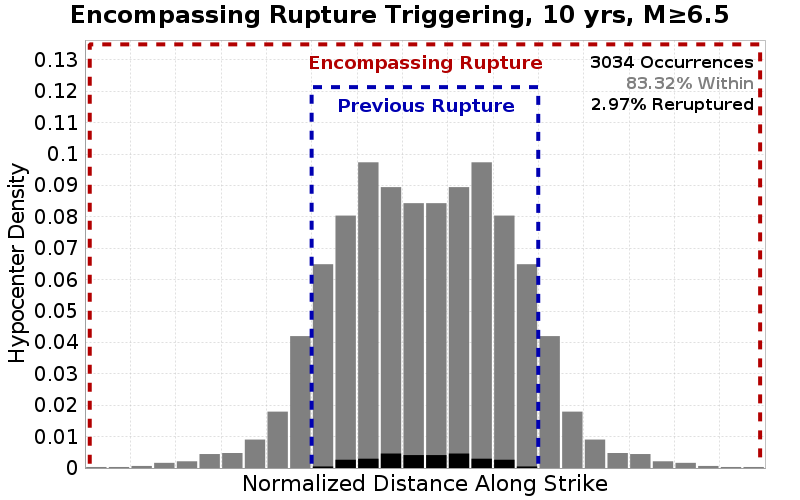 Encompassing Rupture Triggering, 10 yrs, M≥6.5
Encompassing Rupture
3034 Occurrences
83.32% Within
2.97% Reruptured
Previous Rupture
Hypocenter Density
0.13
0.12
0.11
0.1
0.09
0.08
0.07
0.06
0.05
0.04
0.03
0.02
0.01
0
Normalized Distance Along Strike